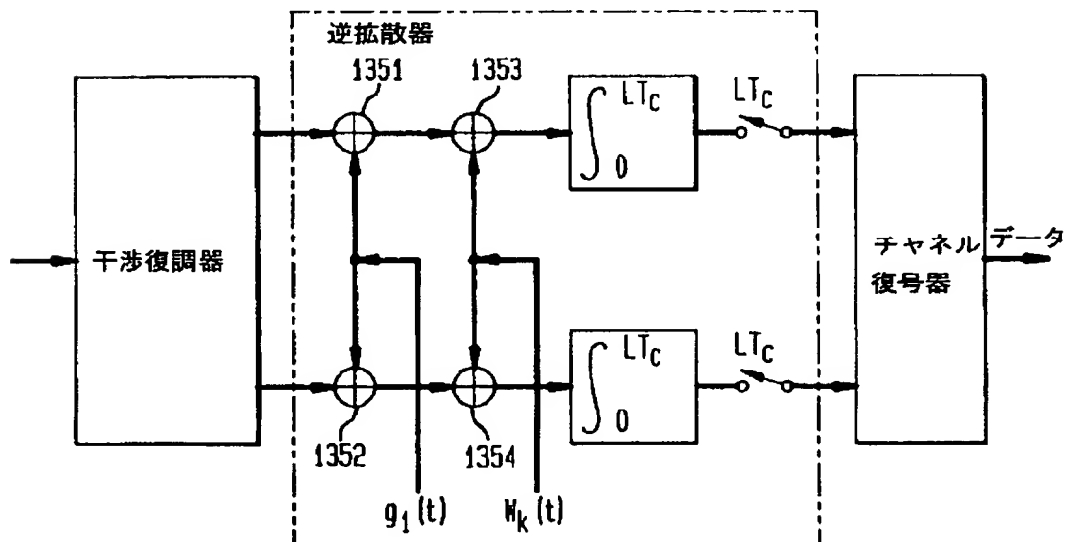 逆拡散器
1351
1353
∫
LTC
0
LTC
干渉復調器
チャネル
復号器
データ
∫
LTC
0
LTC
1352
1354
g1(t)
Wk(t)